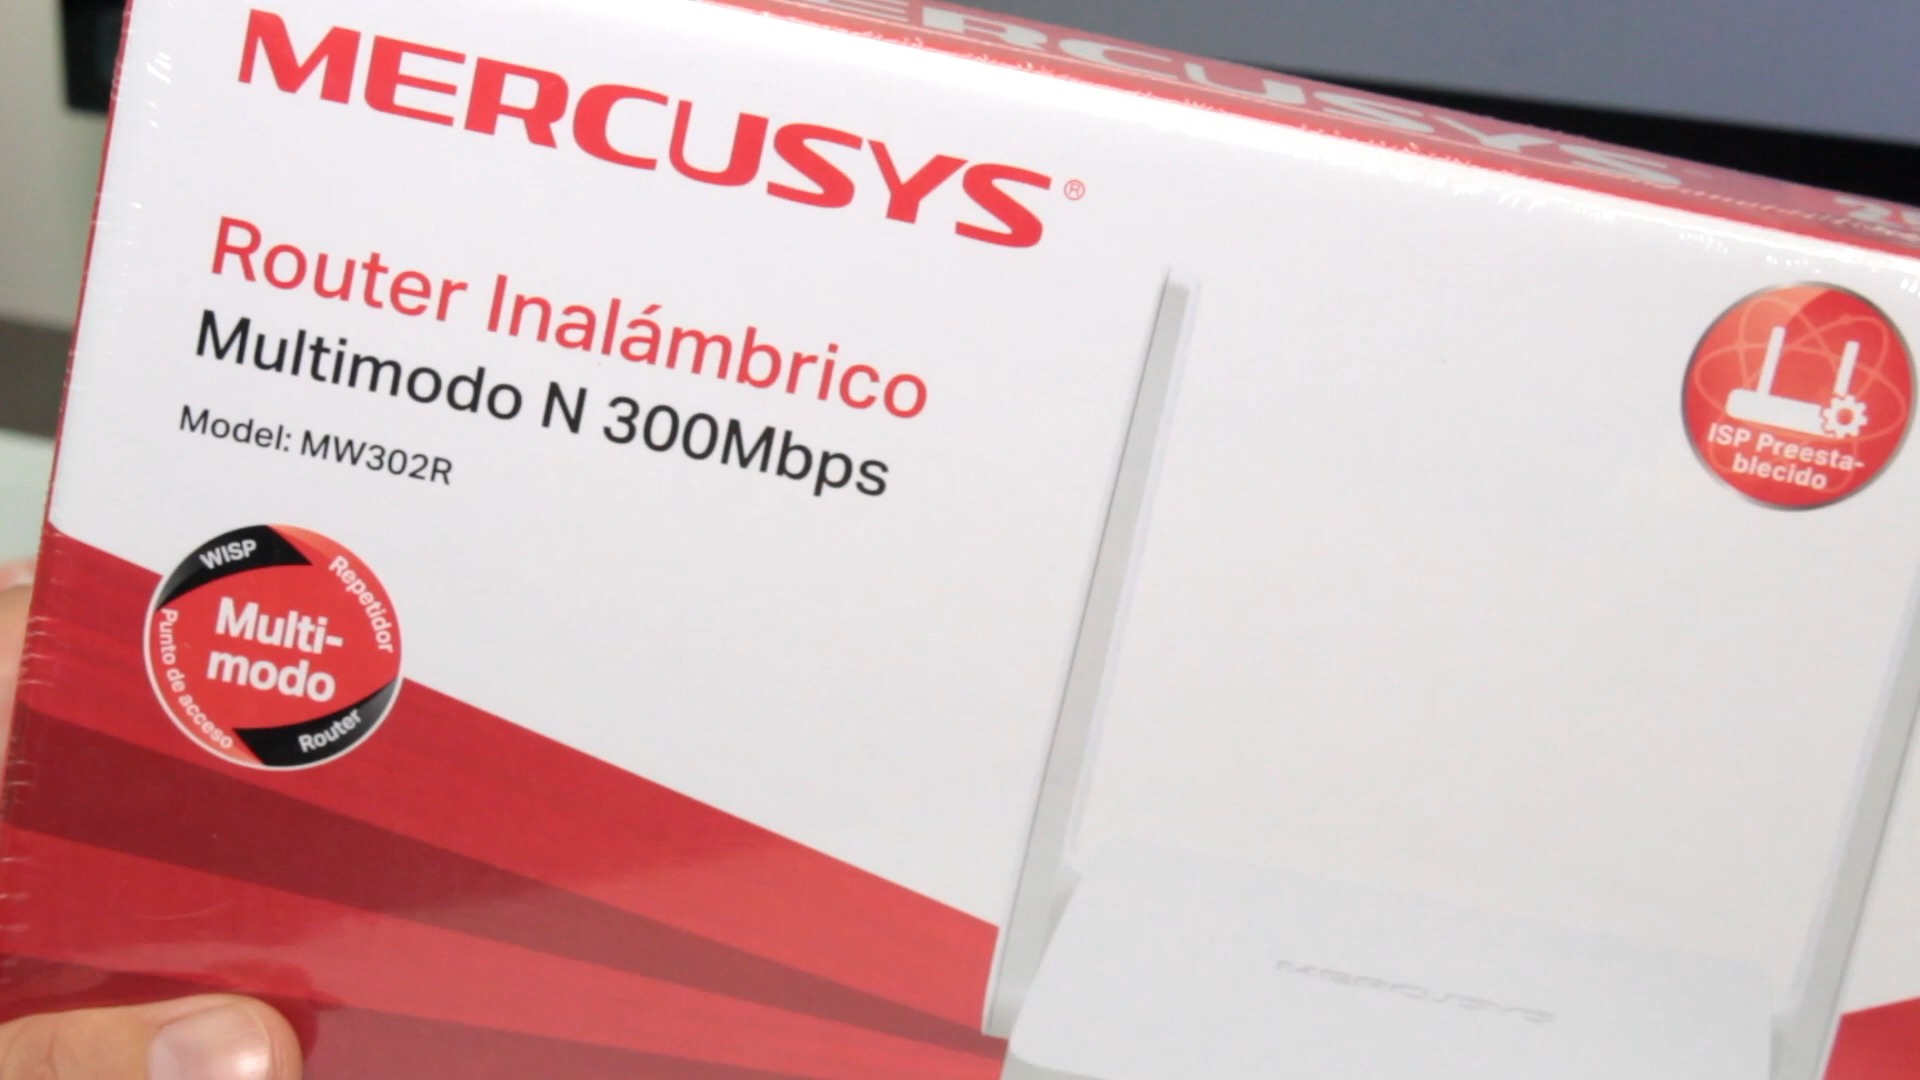 MERCUSYS
MERCUSYS®
Router Inalámbrico
Multimodo N 300Mbps
Model: MW302R
ISP Preesta-
blecido
WISP
Repetidor
Multi-
modo
Punto de acceso
Router
MERCUSYS